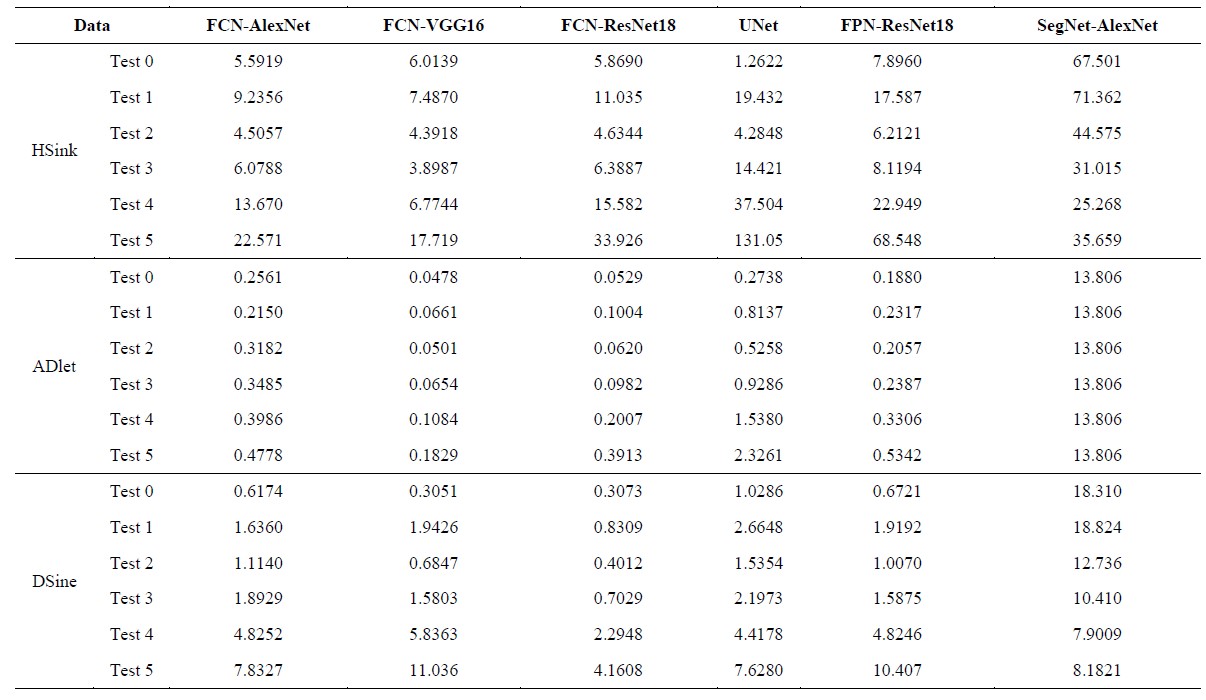 Data FCN-AlexNet FCN-VGG16 FCN-ResNet18 UNet FPN-ResNet18 SegNet-AlexNet
HSink
Test 0 5.5919 6.0139 5.8690 1.2622 7.8960 67.501
Test 1 9.2356 7.4870 11.035 19.432 17.587 71.362
Test 2 4.5057 4.3918 4.6344 4.2848 6.2121 44.575
Test 3 6.0788 3.8987 6.3887 14.421 8.1194 31.015
Test 4 13.670 6.7744 15.582 37.504 22.949 25.268
Test 5 22.571 17.719 33.926 131.05 68.548 35.659
ADlet
Test 0 0.2561 0.0478 0.0529 0.2738 0.1880 13.806
Test 1 0.2150 0.0661 0.1004 0.8137 0.2317 13.806
Test 2 0.3182 0.0501 0.0620 0.5258 0.2057 13.806
Test 3 0.3485 0.0654 0.0982 0.9286 0.2387 13.806
Test 4 0.3986 0.1084 0.2007 1.5380 0.3306 13.806
Test 5 0.4778 0.1829 0.3913 2.3261 0.5342 13.806
DSine
Test 0 0.6174 0.3051 0.3073 1.0286 0.6721 18.310
Test 1 1.6360 1.9426 0.8309 2.6648 1.9192 18.824
Test 2 1.1140 0.6847 0.4012 1.5354 1.0070 12.736
Test 3 1.8929 1.5803 0.7029 2.1973 1.5875 10.410
Test 4 4.8252 5.8363 2.2948 4.4178 4.8246 7.9009
Test 5 7.8327 11.036 4.1608 7.6280 10.407 8.1821